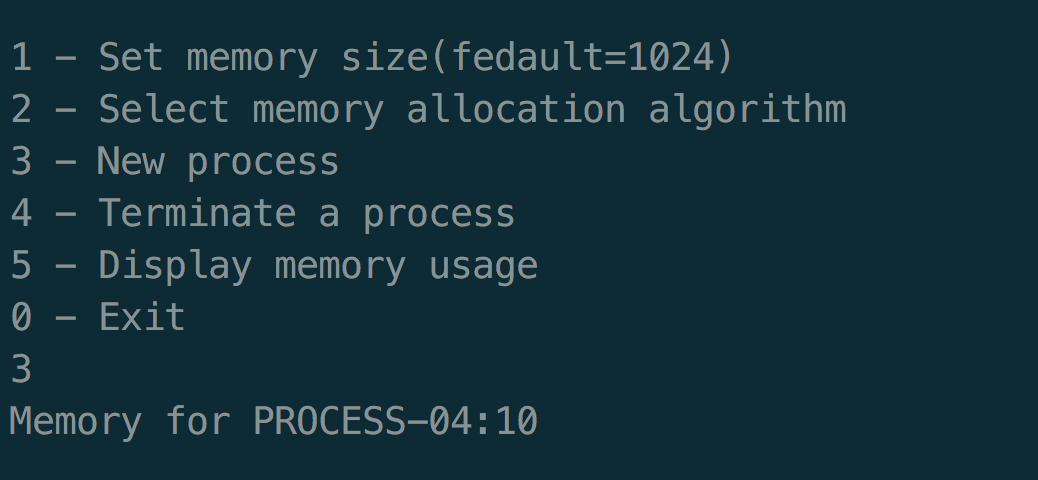 1 - Set memory size(fedault=1024)
2 - Select memory allocation algorithm
3 - New process
4 - Terminate a process
5 - Display memory usage
0 - Exit
3
Memory for PROCESS-04:10